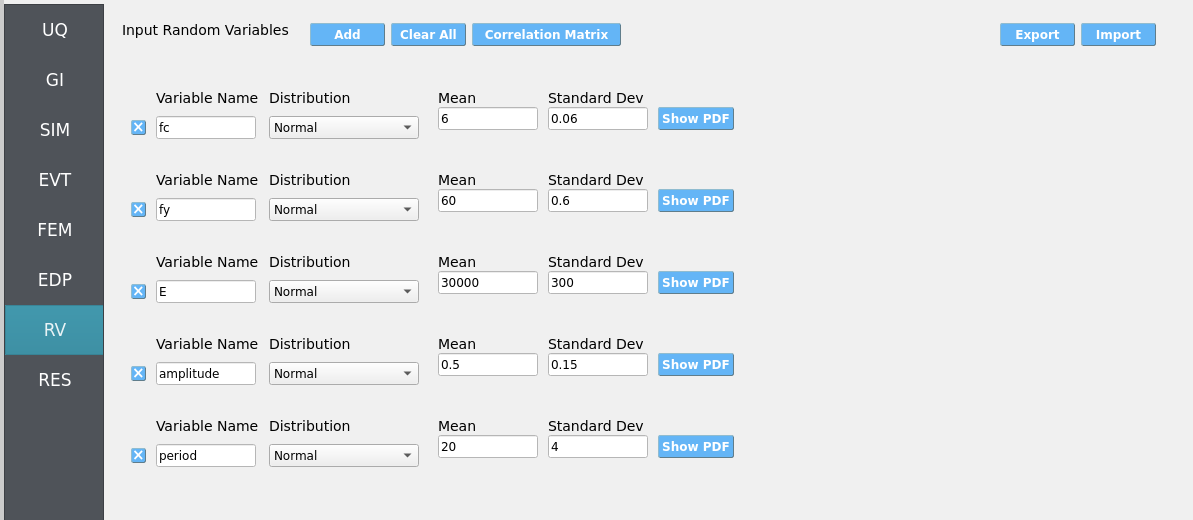 UQ
GI
SIM
EVT
FEM
EDP
RV
RES
Input Random Variables Add Clear All Correlation Matrix Export Import
Variable Name Distribution Mean Standard Dev
fc Normal 6 0.06 Show PDF
Variable Name Distribution Mean Standard Dev
fy Normal 60 0.6 Show PDF
Variable Name Distribution Mean Standard Dev
E Normal 30000 300 Show PDF
Variable Name Distribution Mean Standard Dev
amplitude Normal 0.5 0.15 Show PDF
Variable Name Distribution Mean Standard Dev
period Normal 20 4 Show PDF